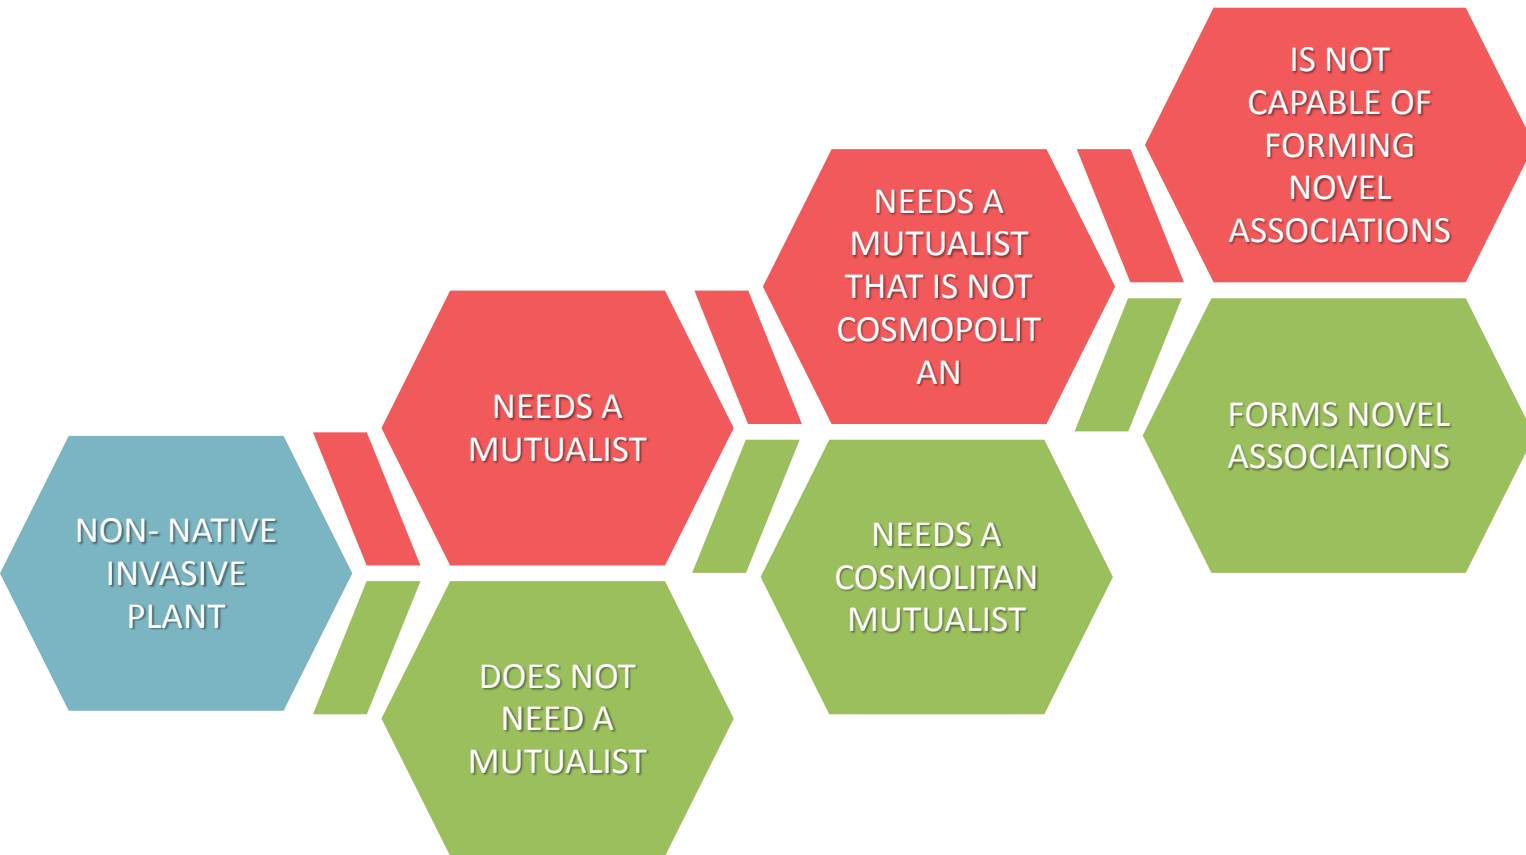 NON- NATIVE
INVASIVE
PLANT
NEEDS A
MUTUALIST
DOES NOT
NEED A
MUTUALIST
NEEDS A
MUTUALIST
THAT IS NOT
COSMOPOLIT
AN
NEEDS A
COSMOLITAN
MUTUALIST
IS NOT
CAPABLE OF
FORMING
NOVEL
ASSOCIATIONS
FORMS NOVEL
ASSOCIATIONS